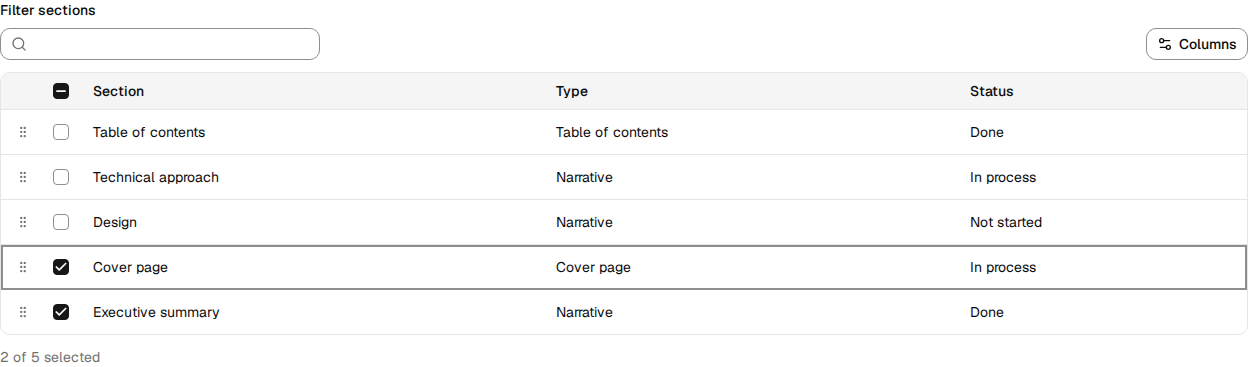 Filter sections
Columns
Section Type Status
Table of contents Table of contents Done
Technical approach Narrative In process
Design Narrative Not started
Cover page Cover page In process
Executive summary Narrative Done
2 of 5 selected